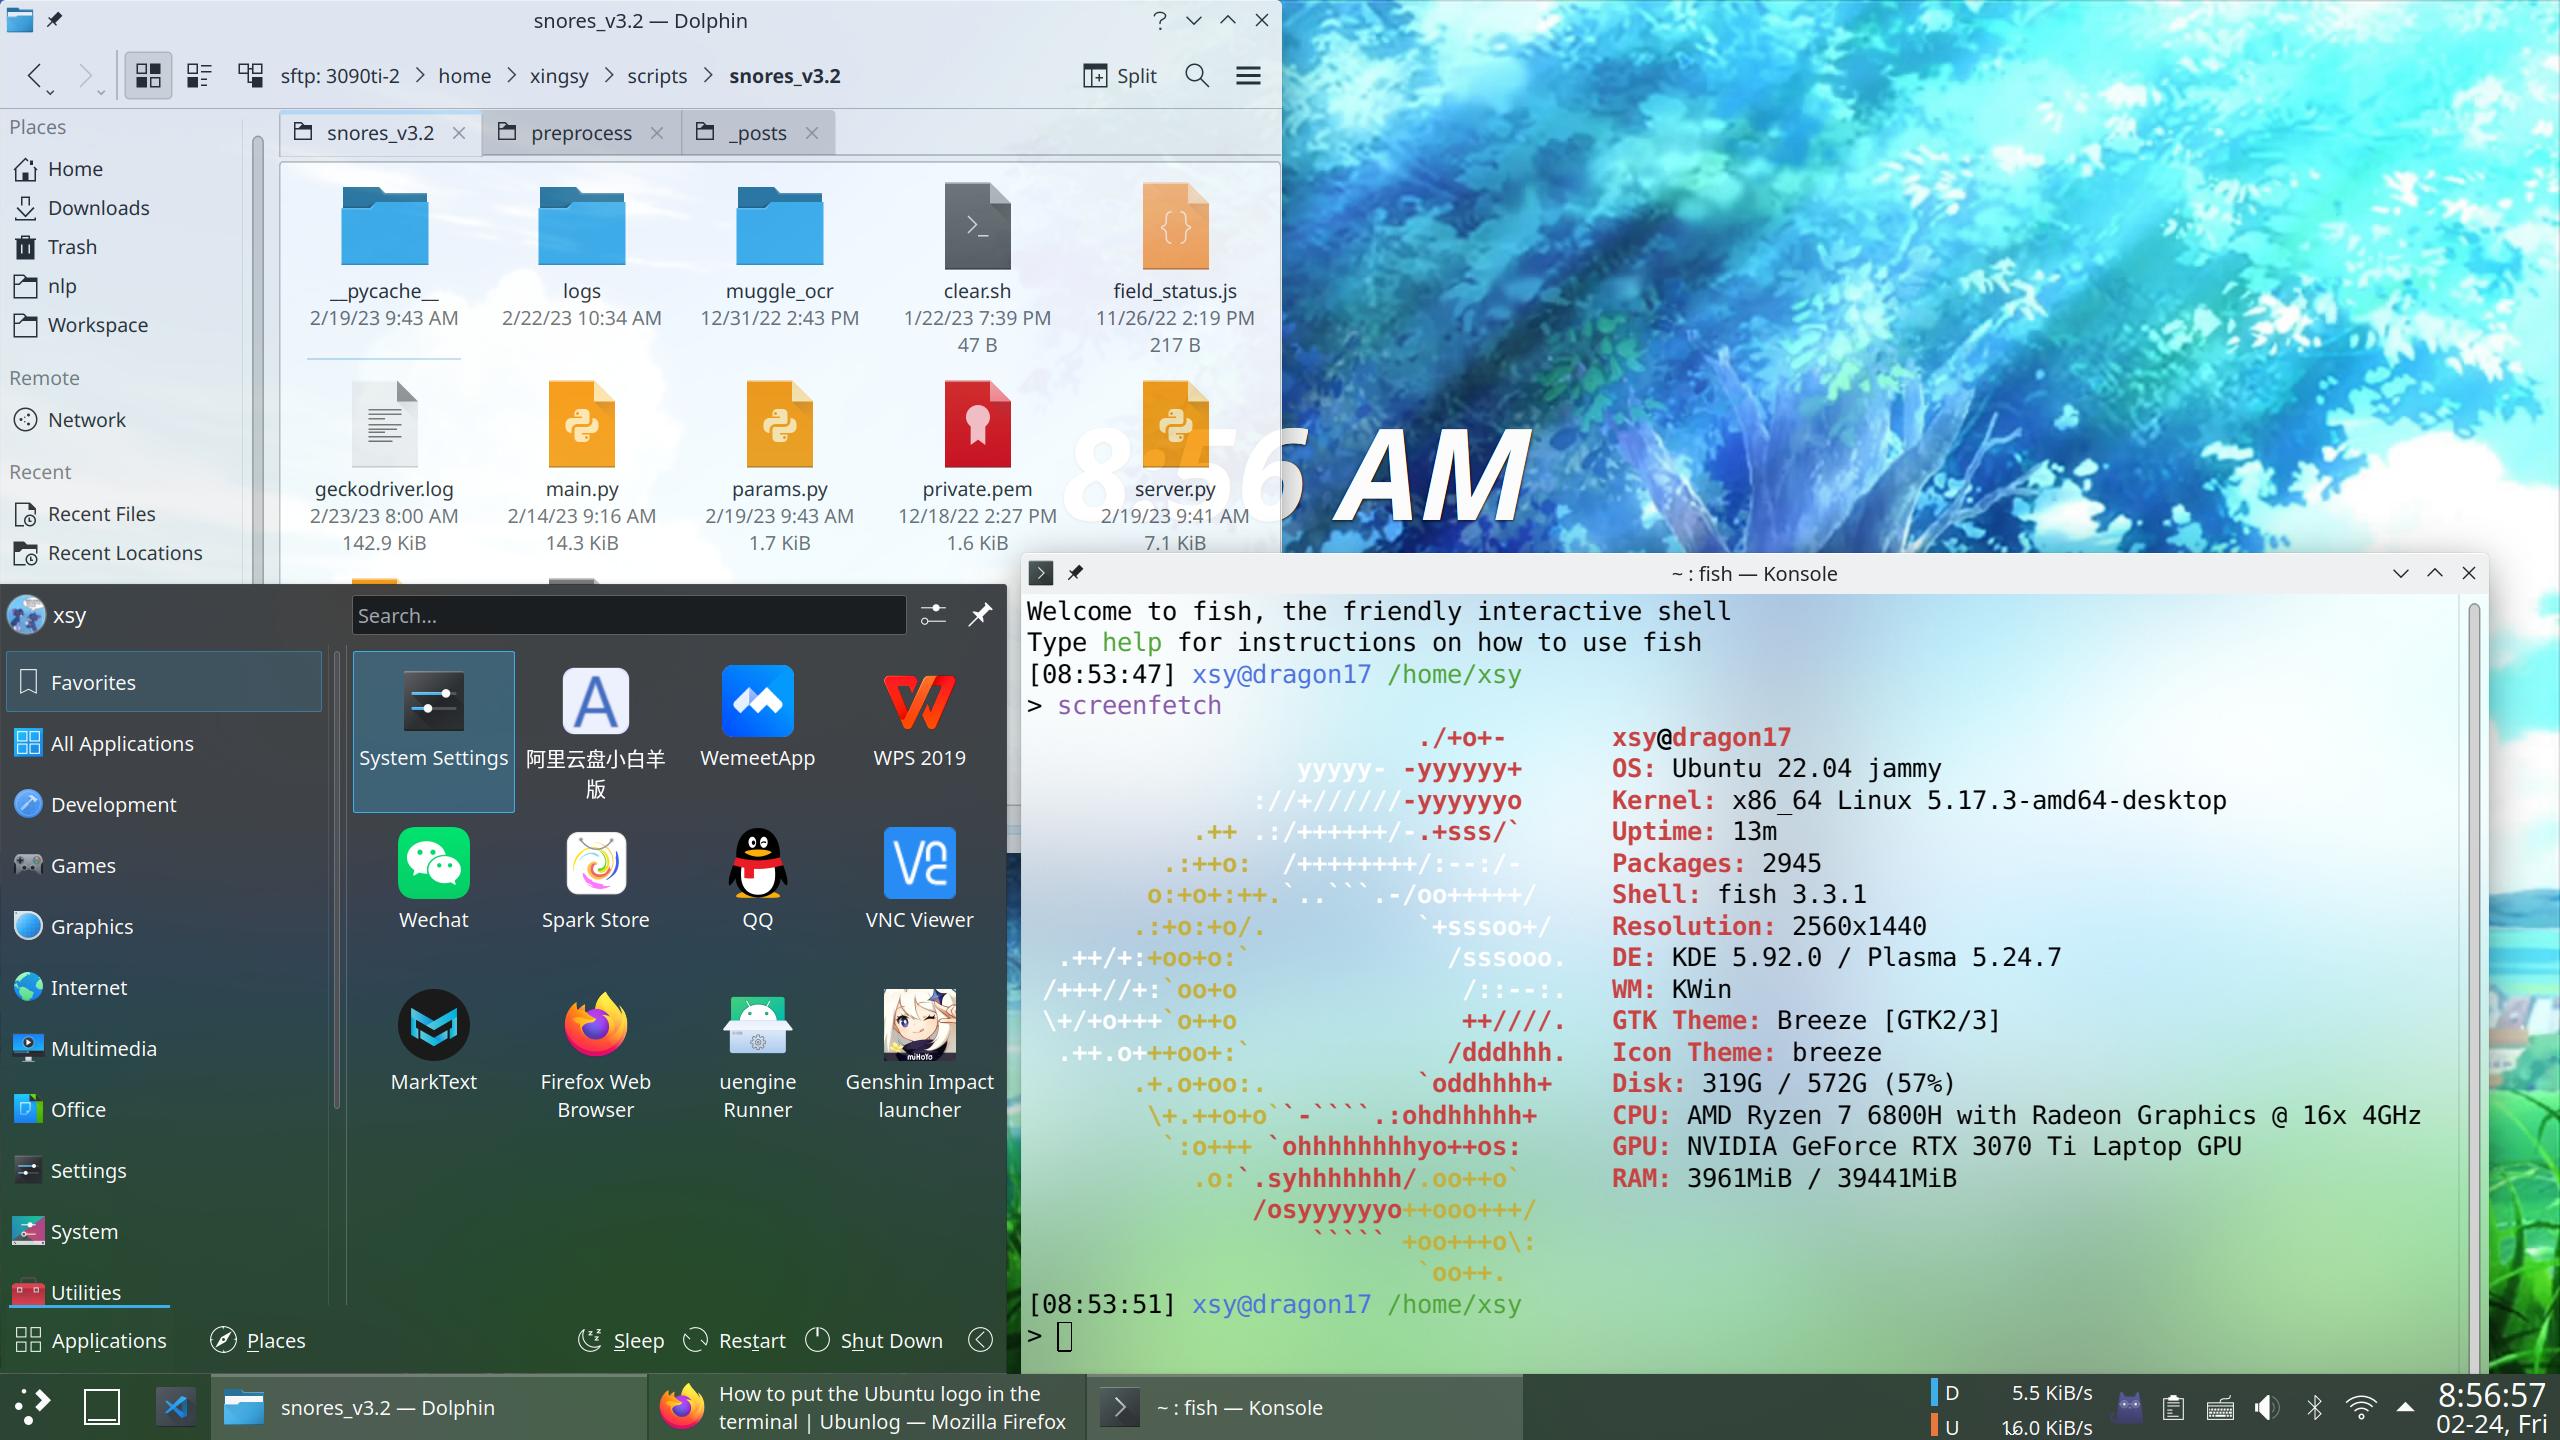 snores_v3.2 — Dolphin
sftp: 3090ti-2 > home > xingsy > scripts > snores_v3.2
Split
Places
Home
Downloads
Trash
nlp
Workspace
Remote
Network
Recent
Recent Files
Recent Locations
snores_v3.2
preprocess
_posts
__pycache__
2/19/23 9:43 AM
logs
2/22/23 10:34 AM
muggle_ocr
12/31/22 2:43 PM
clear.sh
1/22/23 7:39 PM
47 B
field_status.js
11/26/22 2:19 PM
217 B
geckodriver.log
2/23/23 8:00 AM
142.9 KiB
main.py
2/14/23 9:16 AM
14.3 KiB
params.py
2/19/23 9:43 AM
1.7 KiB
private.pem
12/18/22 2:27 PM
1.6 KiB
server.py
2/19/23 9:41 AM
7.1 KiB
8:56 AM
xsy
Search...
Favorites
All Applications
Development
Games
Graphics
Internet
Multimedia
Office
Settings
System
Utilities
System Settings
阿里云盘小白羊
版
WemeetApp
WPS 2019
Wechat
Spark Store
QQ
VNC Viewer
MarkText
Firefox Web
Browser
uengine
Runner
miHoYo
Genshin Impact
launcher
Applications
Places
Sleep
Restart
Shut Down
~ : fish — Konsole
Welcome to fish, the friendly interactive shell
Type help for instructions on how to use fish
[08:53:47] xsy@dragon17 /home/xsy
> screenfetch
./+o+-       xsy@dragon17
yyyyy- -yyyyyy+      OS: Ubuntu 22.04 jammy
://+//////-yyyyyyo      Kernel: x86_64 Linux 5.17.3-amd64-desktop
.++ .:/++++++/-.+sss/`      Uptime: 13m
.:++o:  /++++++++/:--:/-      Packages: 2945
o:+o+:++.`..```.-/oo+++++/      Shell: fish 3.3.1
.:+o:+o/.          `+sssoo+/      Resolution: 2560x1440
.++/+:+oo+o:`             /sssooo.      DE: KDE 5.92.0 / Plasma 5.24.7
/+++//+:`oo+o               /::--:.      WM: KWin
\+/+o+++`o++o               ++////.      GTK Theme: Breeze [GTK2/3]
.++.o+++oo+:`             /dddhhh.      Icon Theme: breeze
.+.o+oo:.          `oddhhhh+      Disk: 319G / 572G (57%)
\+.++o+o``-````.:ohdhhhhh+      CPU: AMD Ryzen 7 6800H with Radeon Graphics @ 16x 4GHz
`:o+++ `ohhhhhhhhyo++os:      GPU: NVIDIA GeForce RTX 3070 Ti Laptop GPU
.o:`.syhhhhhhh/.oo++o`      RAM: 3961MiB / 39441MiB
/osyyyyyyo++ooo+++/
````` +oo+++o\:
`oo++.
[08:53:51] xsy@dragon17 /home/xsy
>
snores_v3.2 — Dolphin
How to put the Ubuntu logo in the
terminal | Ubunlog — Mozilla Firefox
~ : fish — Konsole
D 5.5 KiB/s
U 16.0 KiB/s
8:56:57
02-24, Fri